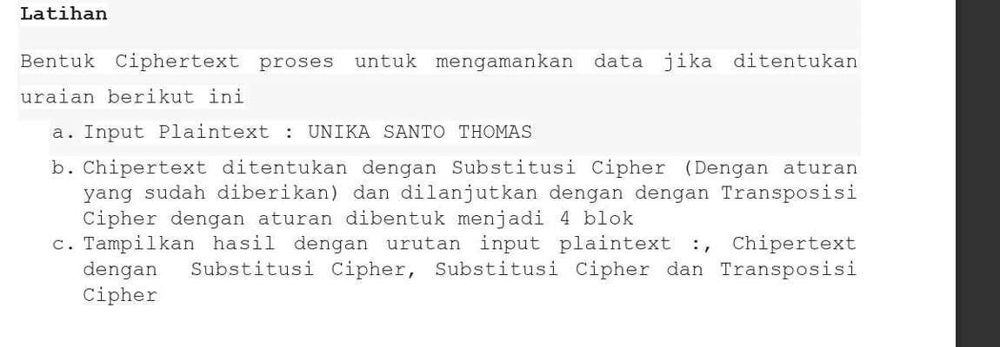 Latihan
Bentuk Ciphertext proses untuk mengamankan data jika ditentukan
uraian berikut ini
a. Input Plaintext : UNIKA SANTO THOMAS
b. Chipertext ditentukan dengan Substitusi Cipher (Dengan aturan
yang sudah diberikan) dan dilanjutkan dengan dengan Transposisi
Cipher dengan aturan dibentuk menjadi 4 blok
c. Tampilkan hasil dengan urutan input plaintext :, Chipertext
dengan Substitusi Cipher, Substitusi Cipher dan Transposisi
Cipher